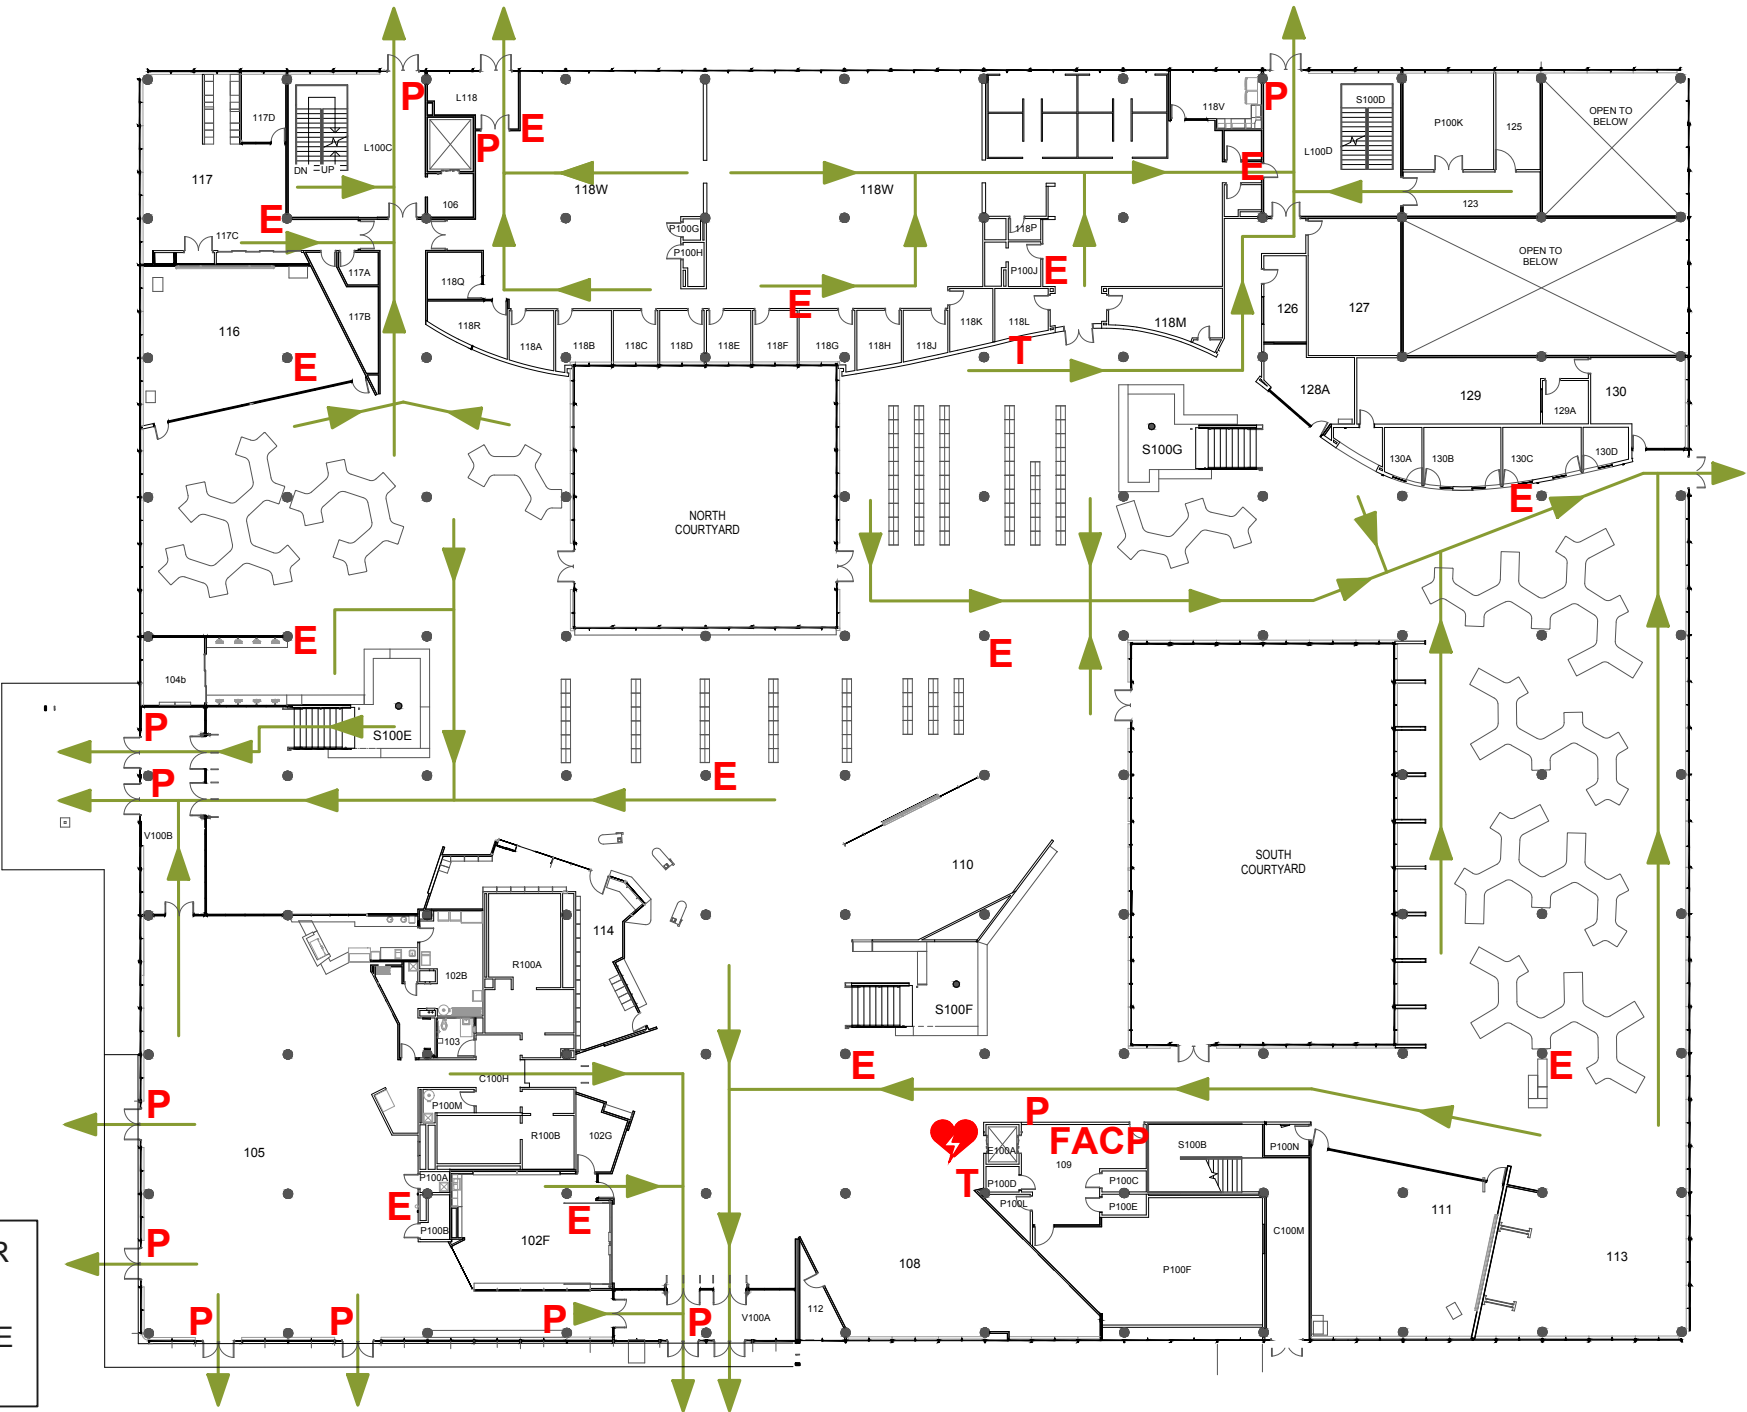 P
P
P
L118
E
117D
L100C
118V
S100D
P100K
125
OPEN TO
BELOW
P
L100D
117
DN
UP
118W
118W
E
106
123
E
117C
P100G
P100H
118P
P100J
E
OPEN TO
BELOW
117A
118Q
117B
116
118R
118A
118B
118C
118D
118E
118F
118G
118H
118J
118K
118L
118M
E
T
126
127
E
128A
129
129A
130
130A
130B
130C
130D
S100G
E
NORTH
COURTYARD
E
E
104b
P
S100E
P
E
V100B
110
SOUTH
COURTYARD
114
R100A
102B
S100F
103
C100H
E
E
P
P100M
R100B
102G
P
FACP
E100A
109
S100B
P100N
105
P100A
T
P100D
P100C
P100L
P100E
E
P100B
E
102F
111
C100M
113
P
108
P100F
R
E
P
P
P
P
V100A
112